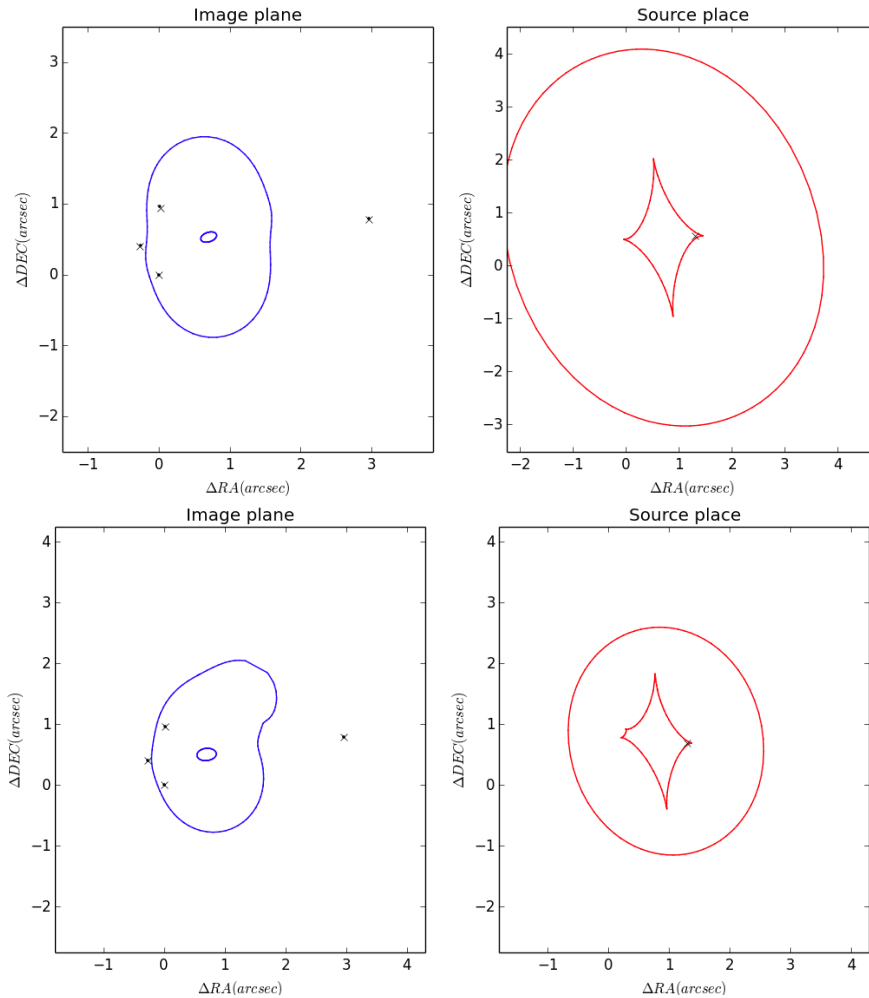 Image plane
Source place
3
2
1
0
−1
−2
ΔDEC(arcsec)
−1 0 1 2 3
ΔRA(arcsec)
4
3
2
1
0
−1
−2
−3
ΔDEC(arcsec)
−2 −1 0 1 2 3 4
ΔRA(arcsec)
Image plane
Source place
4
3
2
1
0
−1
−2
ΔDEC(arcsec)
−1 0 1 2 3 4
ΔRA(arcsec)
4
3
2
1
0
−1
−2
ΔDEC(arcsec)
−1 0 1 2 3 4
ΔRA(arcsec)